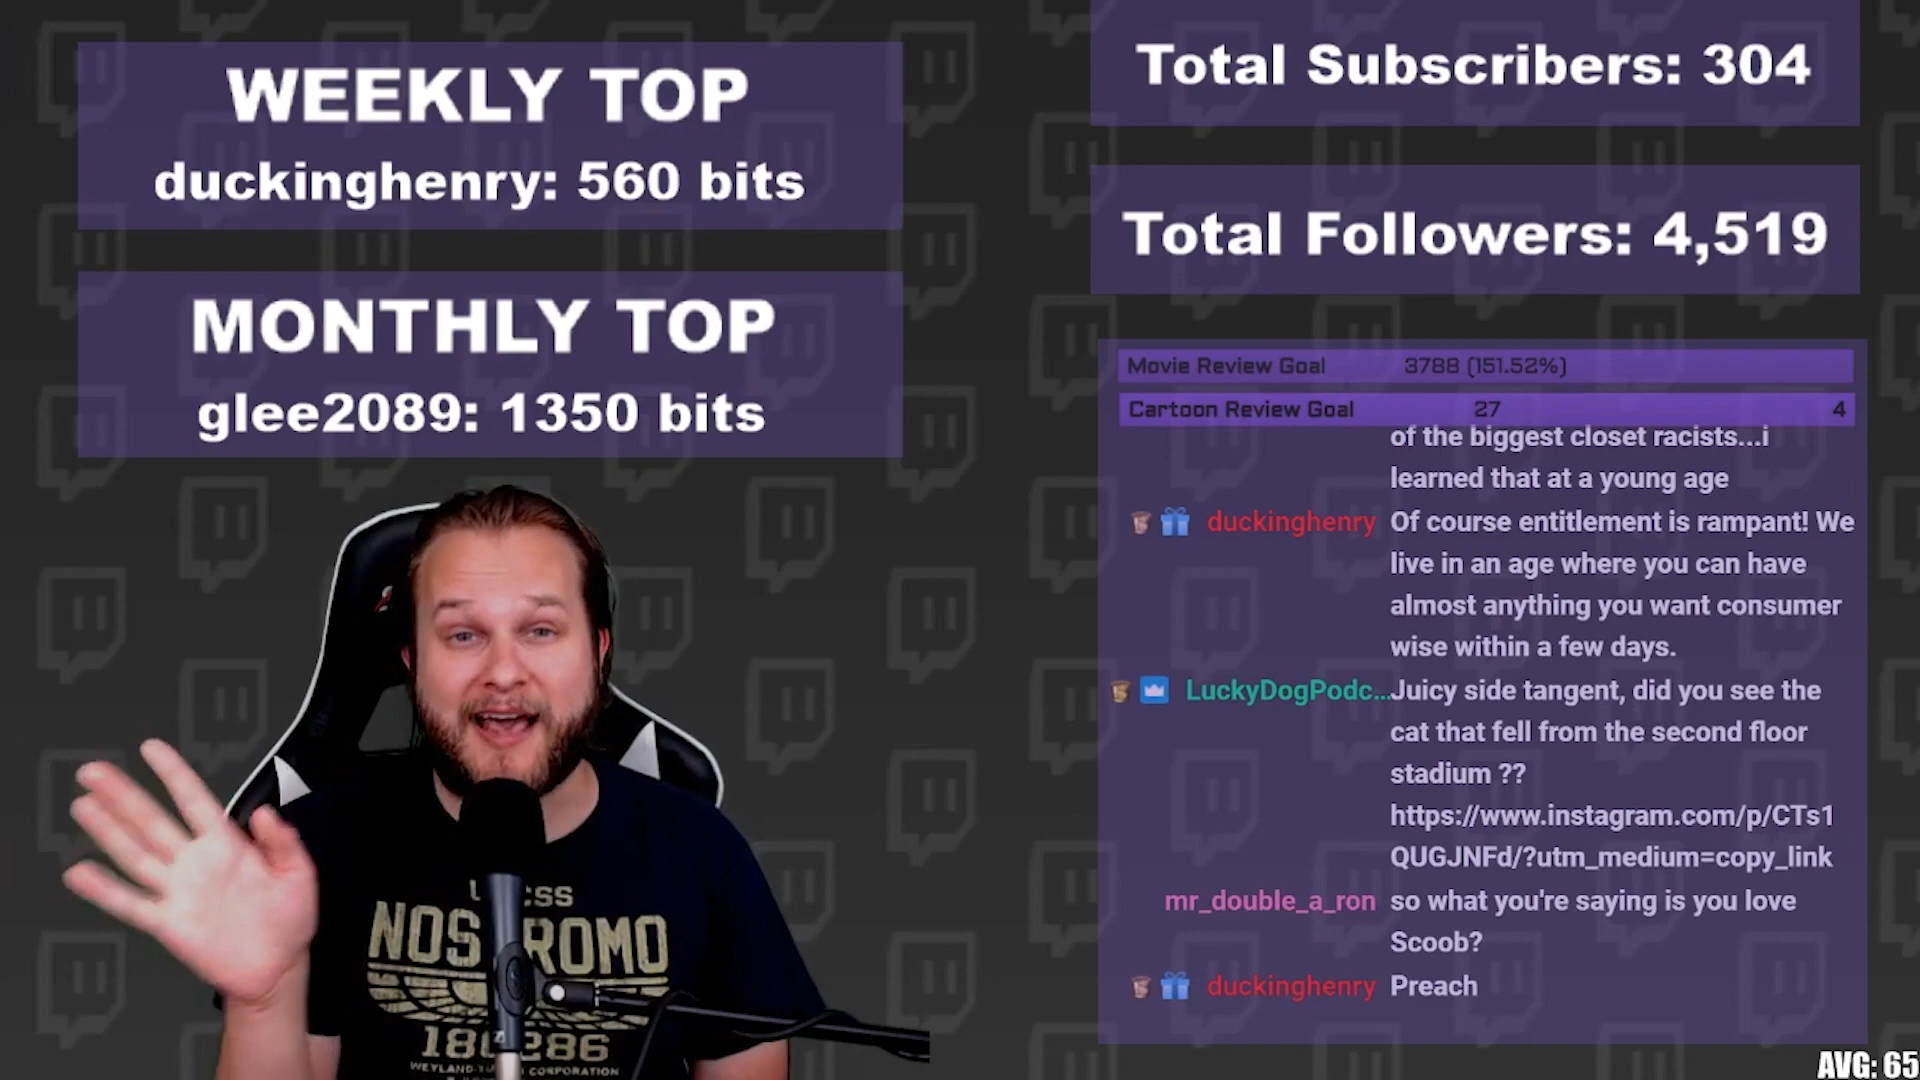 WEEKLY TOP
duckinghenry: 560 bits
MONTHLY TOP
glee2089: 1350 bits
Total Subscribers: 304
Total Followers: 4,519
Movie Review Goal 3788 (151.52%)
Cartoon Review Goal 27 4
of the biggest closet racists...i
learned that at a young age
duckinghenry Of course entitlement is rampant! We
live in an age where you can have
almost anything you want consumer
wise within a few days.
LuckyDogPodc... Juicy side tangent, did you see the
cat that fell from the second floor
stadium ??
https://www.instagram.com/p/CTs1
QUGJNFd/?utm_medium=copy_link
mr_double_a_ron so what you're saying is you love
Scoob?
duckinghenry Preach
CORPORATION
AVG: 65